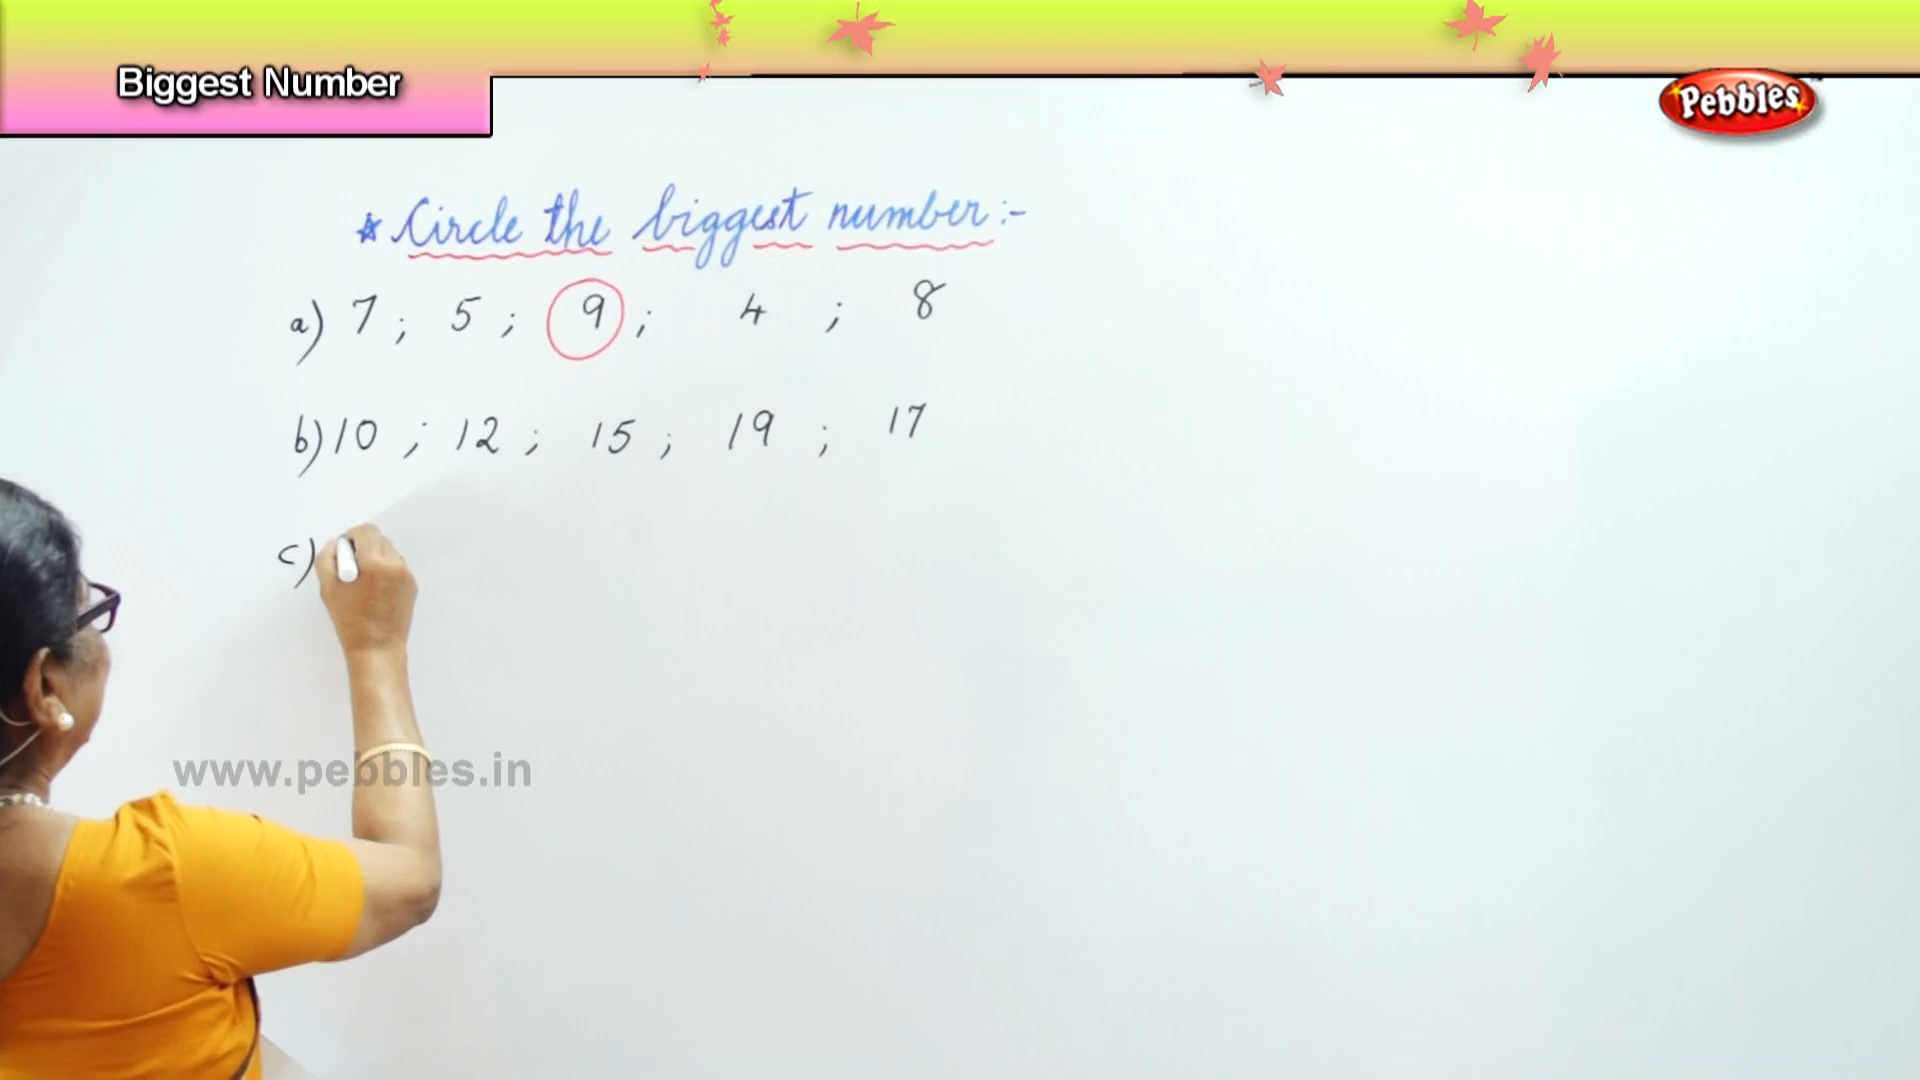 Biggest Number
Pebbles
* Circle the biggest number:-
a) 7 ; 5 ; 9 ; 4 ; 8
b) 10 ; 12 ; 15 ; 19 ; 17
c)
www.pebbles.in